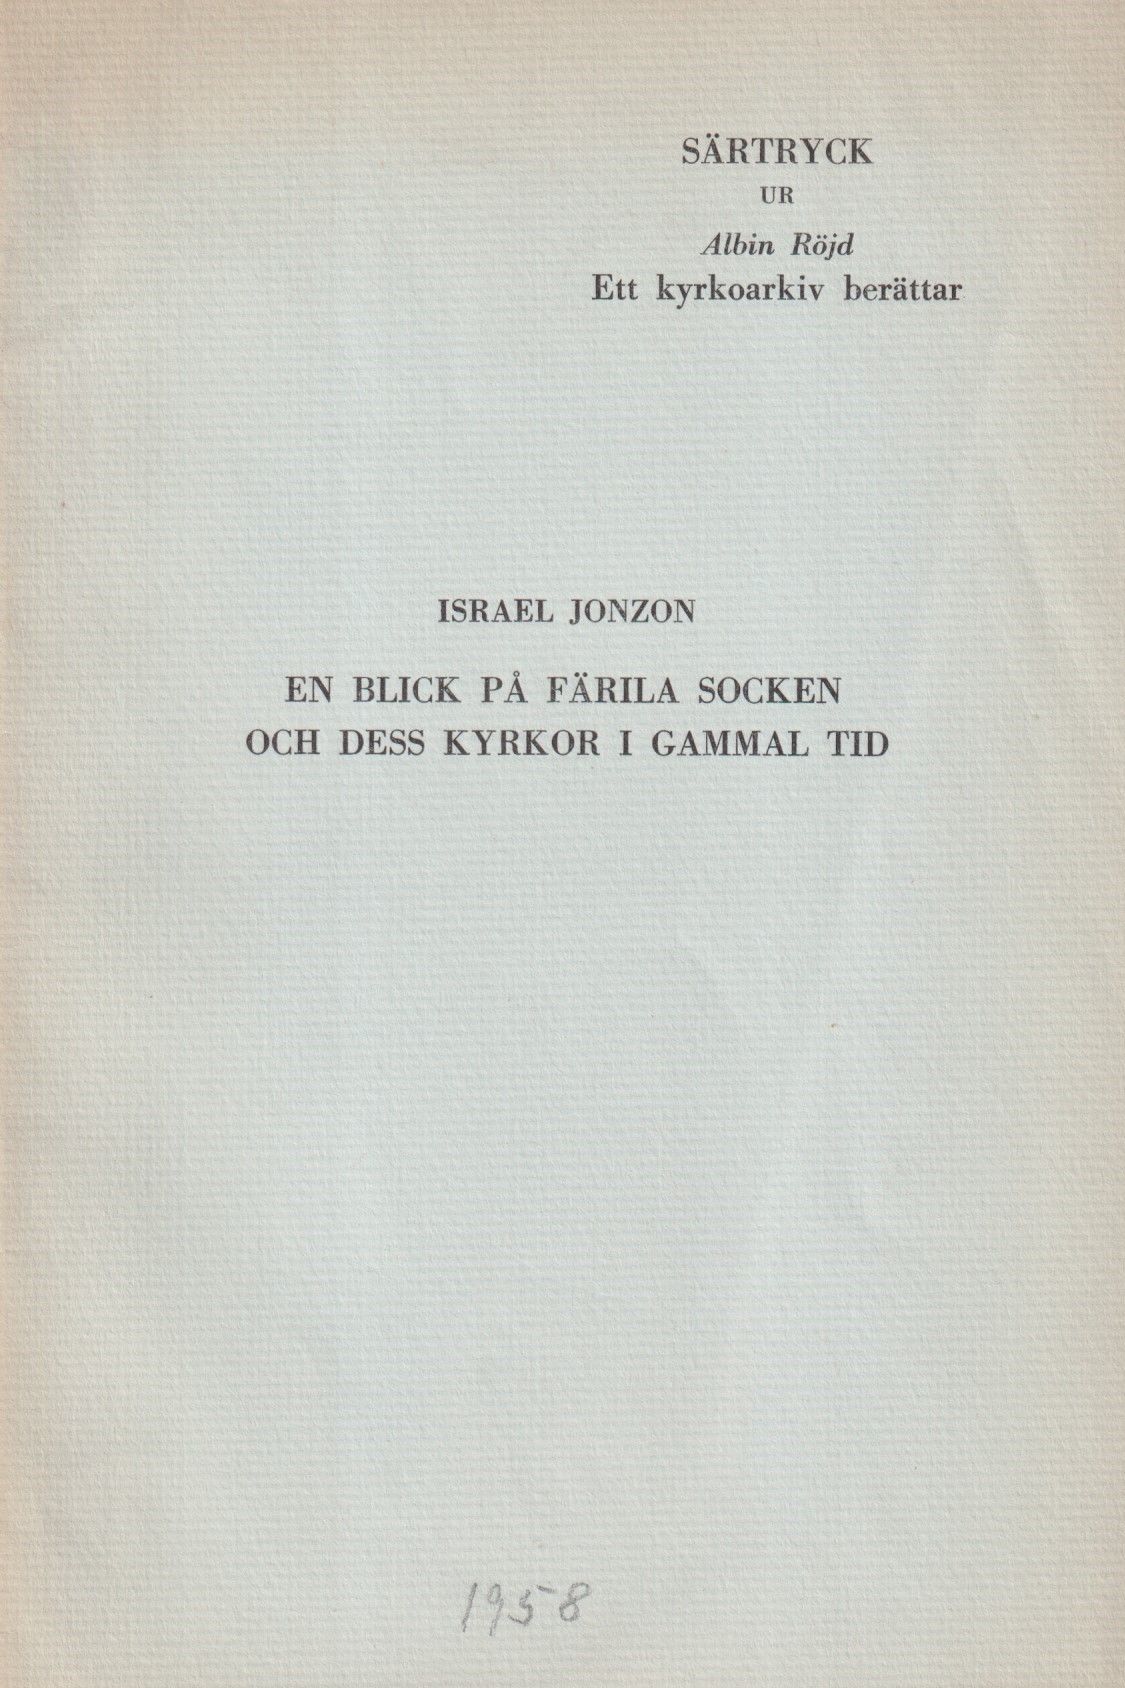 SÄRTRYCK
UR
Albin Röjd
Ett kyrkoarkiv berättar
ISRAEL JONZON
EN BLICK PÅ FÄRILA SOCKEN
OCH DESS KYRKOR I GAMMAL TID
1958